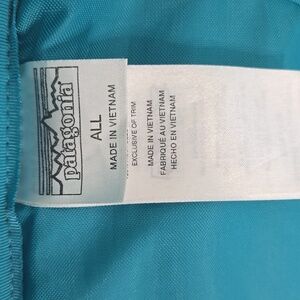 patagonia
ALL
MADE IN VIETNAM
EXCLUSIVE OF TRIM
MADE IN VIETNAM
FABRIQUÉ AU VIETNAM
HECHO EN VIETNAM